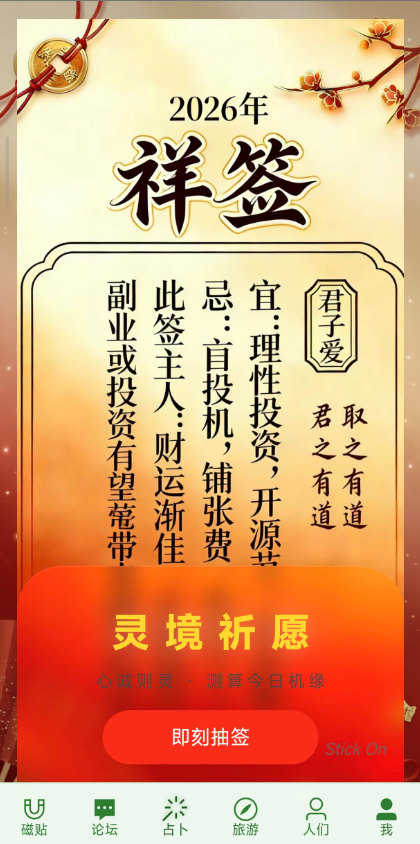 2026年
祥签
君子爱
取之有道
君之有道
宜：理性投资，开源
忌：盲投机，铺张费
此签主人：财运渐佳
副业或投资有望
带
灵境祈愿
心诚则灵 · 测算今日机缘
即刻抽签
Stick On
磁贴
论坛
占卜
旅游
人们
我